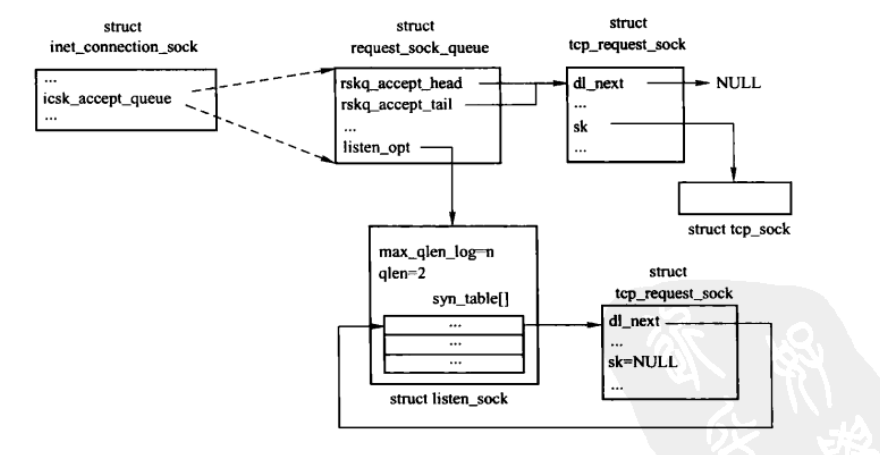 struct
inet_connection_sock
...
icsk_accept_queue
...
struct
request_sock_queue
rskq_accept_head
rskq_accept_tail
...
listen_opt
struct
tcp_request_sock
dl_next
...
sk
...
NULL
struct tcp_sock
max_qlen_log=n
qlen=2
syn_table[]
...
...
...
struct listen_sock
struct
tcp_request_sock
dl_next
...
sk=NULL
...